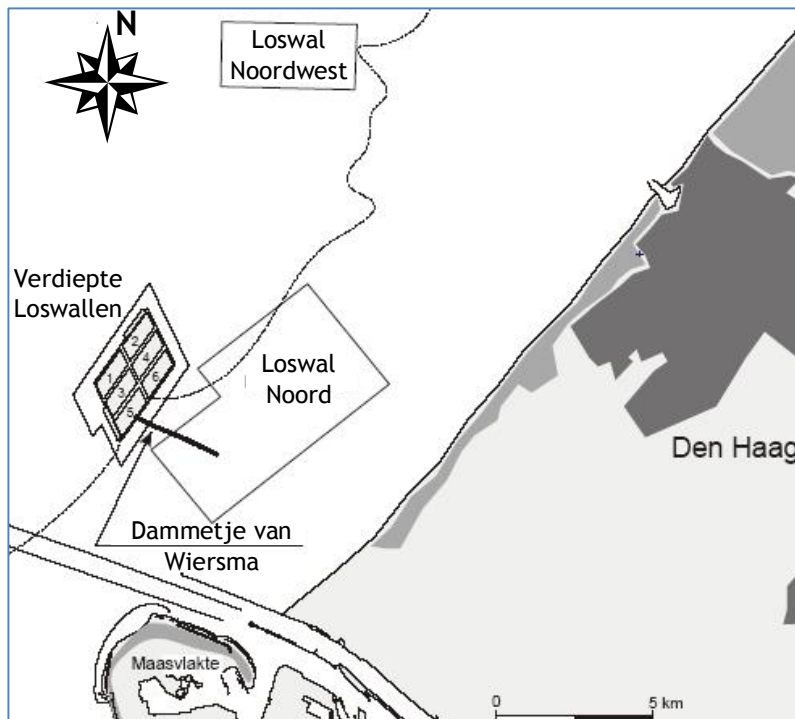 N
Loswal
Noordwest
Verdiepte
Loswallen
2
4
1
6
3
5
Loswal
Noord
Den Haag
Dammetje van
Wiersma
Maasvlakte
0 5 km